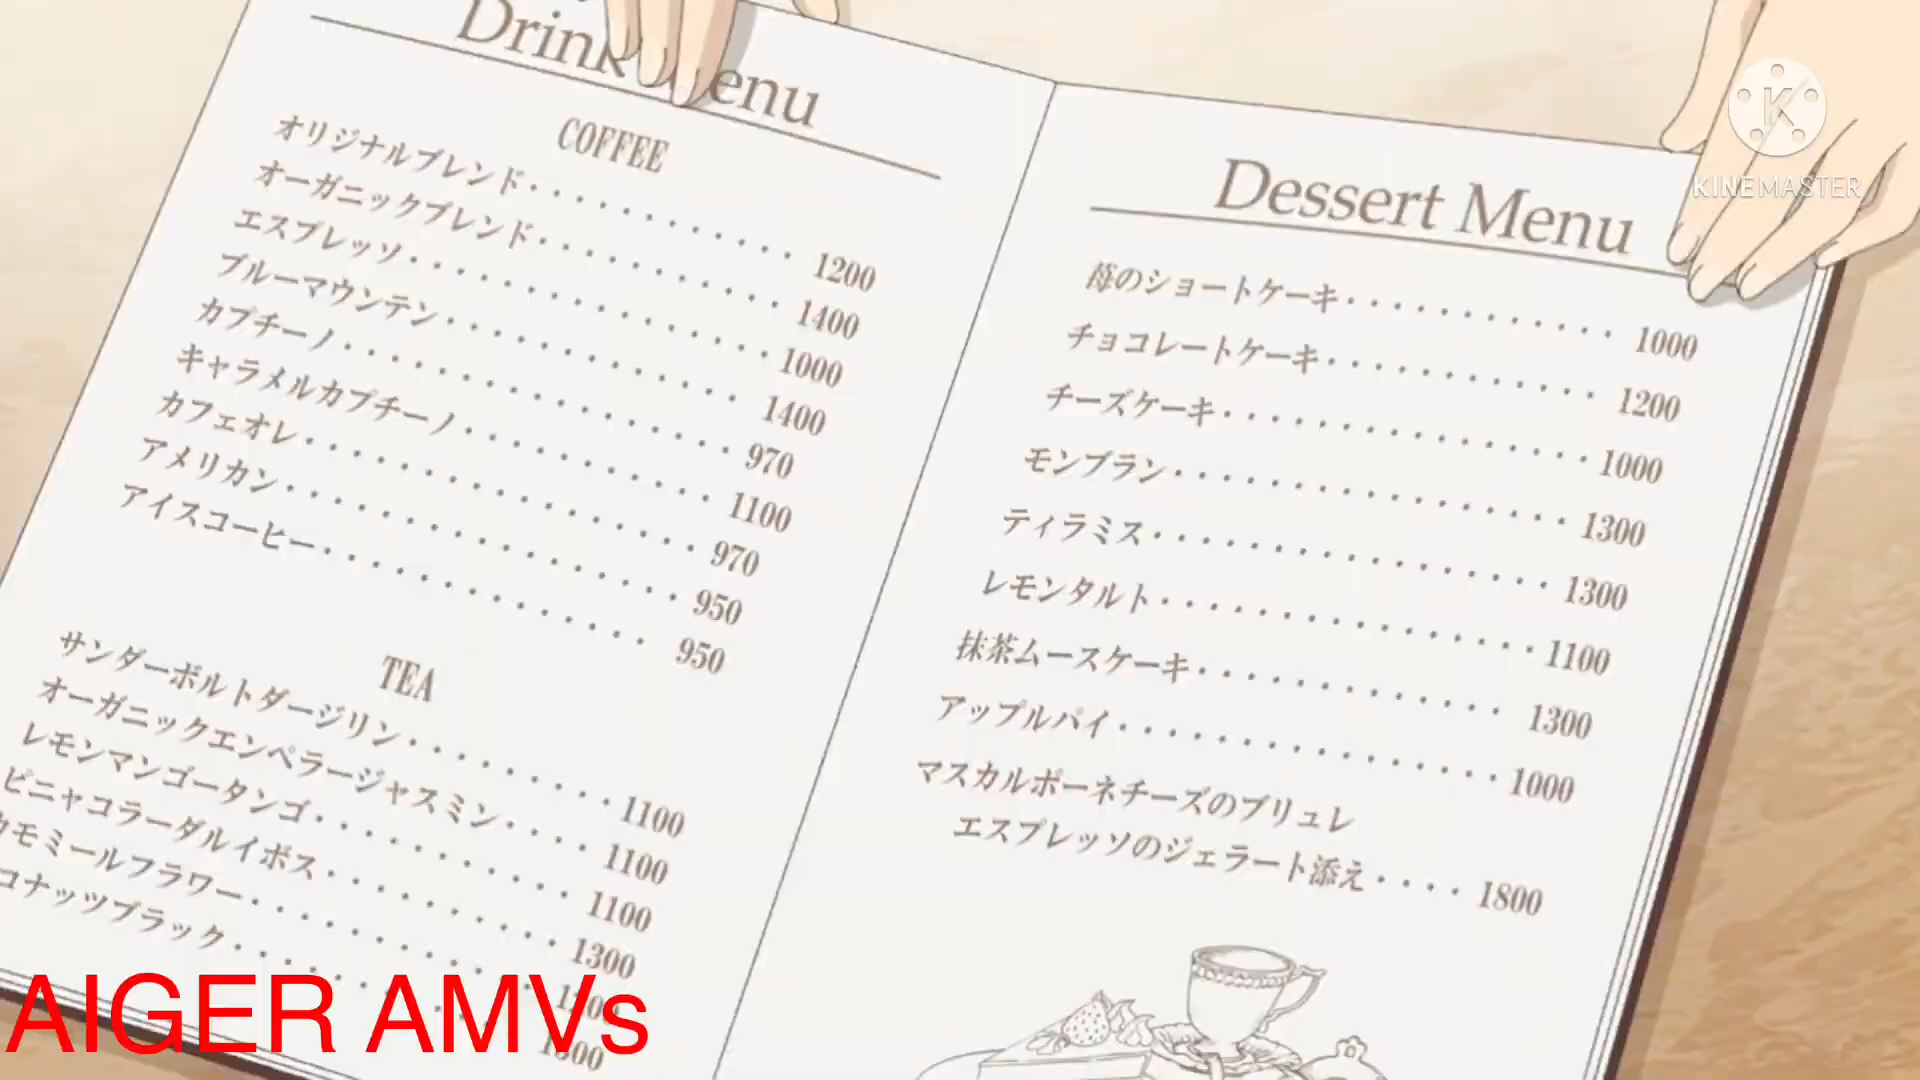 Drink Menu
COFFEE
オリジナルブレンド・・・・・・・・・・・・ 1200
オーガニックブレンド・・・・・・・・・・・ 1400
エスプレッソ・・・・・・・・・・・・・・・・ 1000
ブルーマウンテン・・・・・・・・・・・・・ 1400
カプチーノ・・・・・・・・・・・・・・・・・ 970
キャラメルカプチーノ・・・・・・・・・・・ 1100
カフェオレ・・・・・・・・・・・・・・・・・ 970
アメリカン・・・・・・・・・・・・・・・・・ 950
アイスコーヒー・・・・・・・・・・・・・・ 950
TEA
サンダーボルトダージリン・・・・・・・・・ 1100
オーガニックエンペラージャスミン・・・・ 1100
レモンマンゴータンゴ・・・・・・・・・・・ 1100
ピニャコラーダルイボス・・・・・・・・・・ 1300
カモミールフラワー・・・・・・・・・・・・
ココナッツブラック・・・・・・・・・・・・ 1300
Dessert Menu
苺のショートケーキ・・・・・・・・・・・・ 1000
チョコレートケーキ・・・・・・・・・・・・ 1200
チーズケーキ・・・・・・・・・・・・・・・・ 1000
モンブラン・・・・・・・・・・・・・・・・・ 1300
ティラミス・・・・・・・・・・・・・・・・・ 1300
レモンタルト・・・・・・・・・・・・・・・・ 1100
抹茶ムースケーキ・・・・・・・・・・・・・ 1300
アップルパイ・・・・・・・・・・・・・・・・ 1000
マスカルポーネチーズのブリュレ
エスプレッソのジェラート添え・・・・・ 1800
K
KINEMASTER
AIGER AMVs